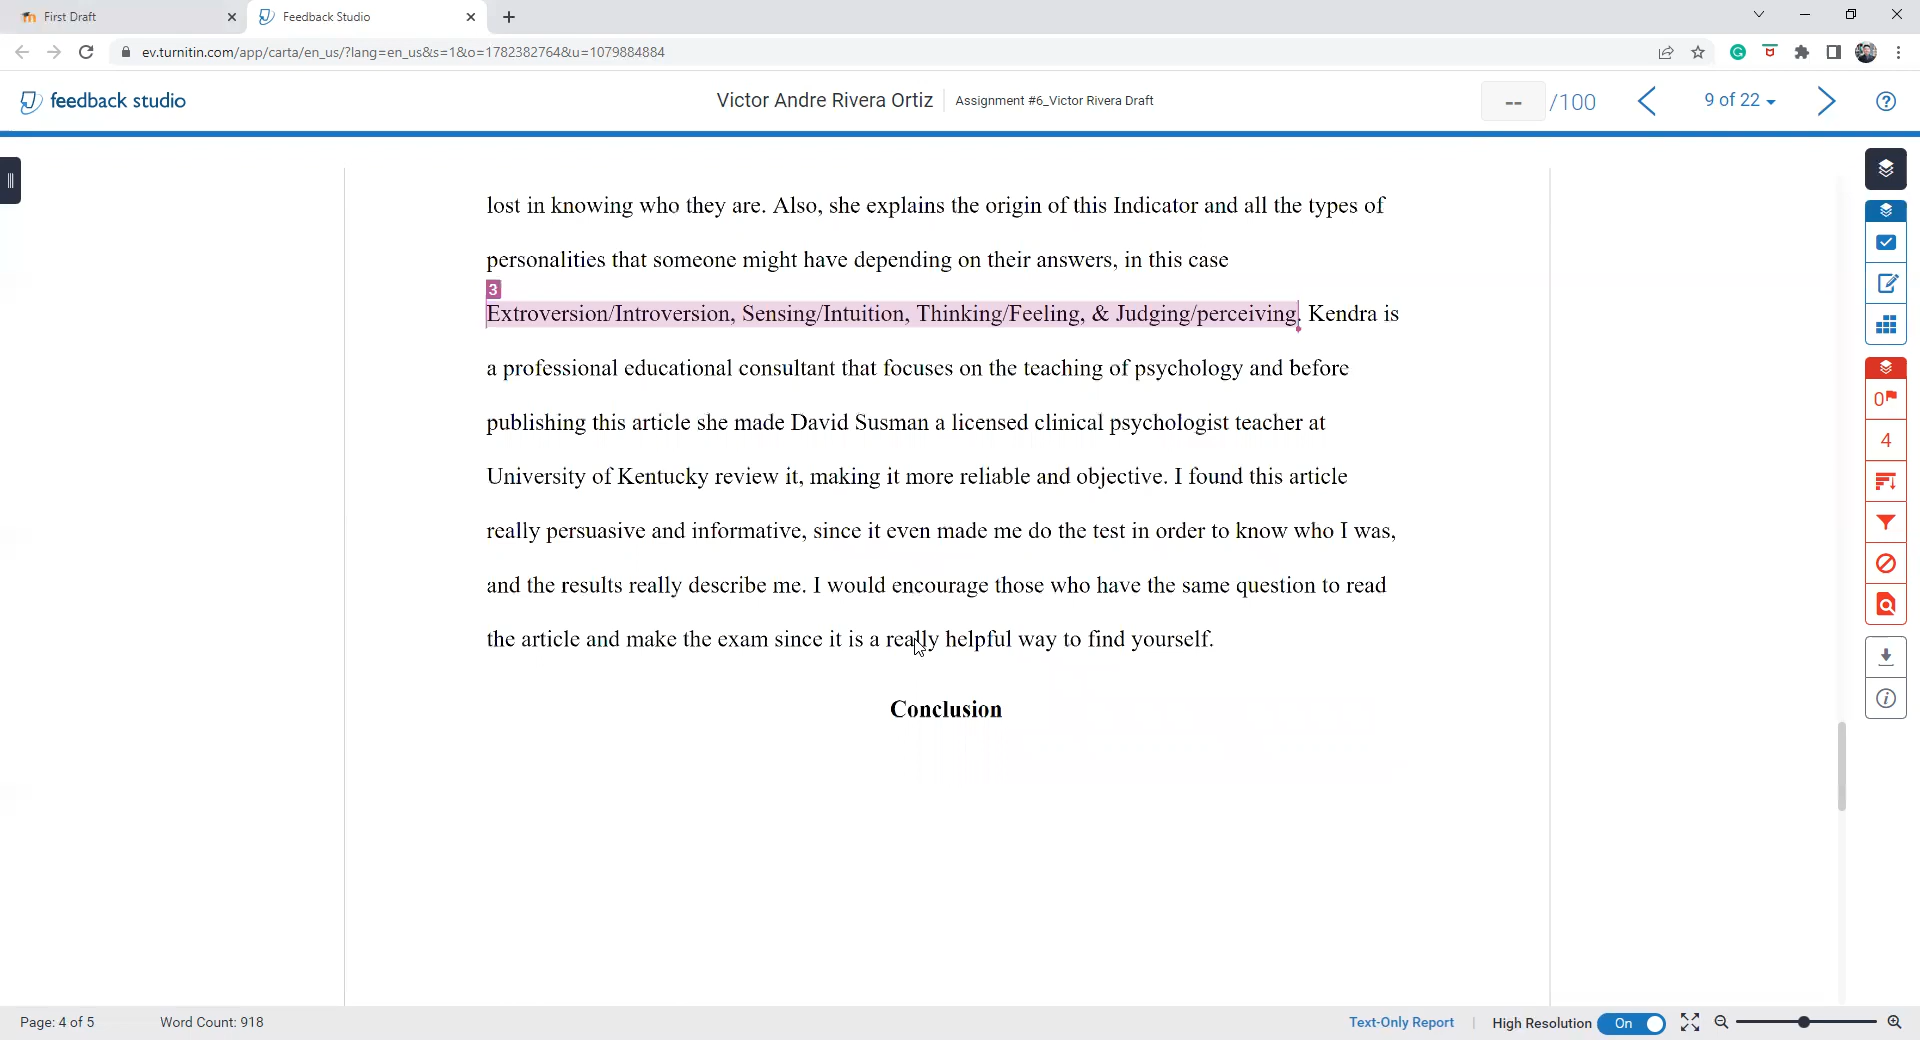 First Draft
Feedback Studio
ev.turnitin.com/app/carta/en_us/?lang=en_us&s=1&o=1782382764&u=1079884884
feedback studio
Victor Andre Rivera Ortiz
Assignment #6_Victor Rivera Draft
-- /100
9 of 22
lost in knowing who they are. Also, she explains the origin of this Indicator and all the types of
personalities that someone might have depending on their answers, in this case
3
Extroversion/Introversion, Sensing/Intuition, Thinking/Feeling, & Judging/perceiving. Kendra is
a professional educational consultant that focuses on the teaching of psychology and before
publishing this article she made David Susman a licensed clinical psychologist teacher at
University of Kentucky review it, making it more reliable and objective. I found this article
really persuasive and informative, since it even made me do the test in order to know who I was,
and the results really describe me. I would encourage those who have the same question to read
the article and make the exam since it is a really helpful way to find yourself.
Conclusion
0
4
Page: 4 of 5
Word Count: 918
Text-Only Report
High Resolution
On